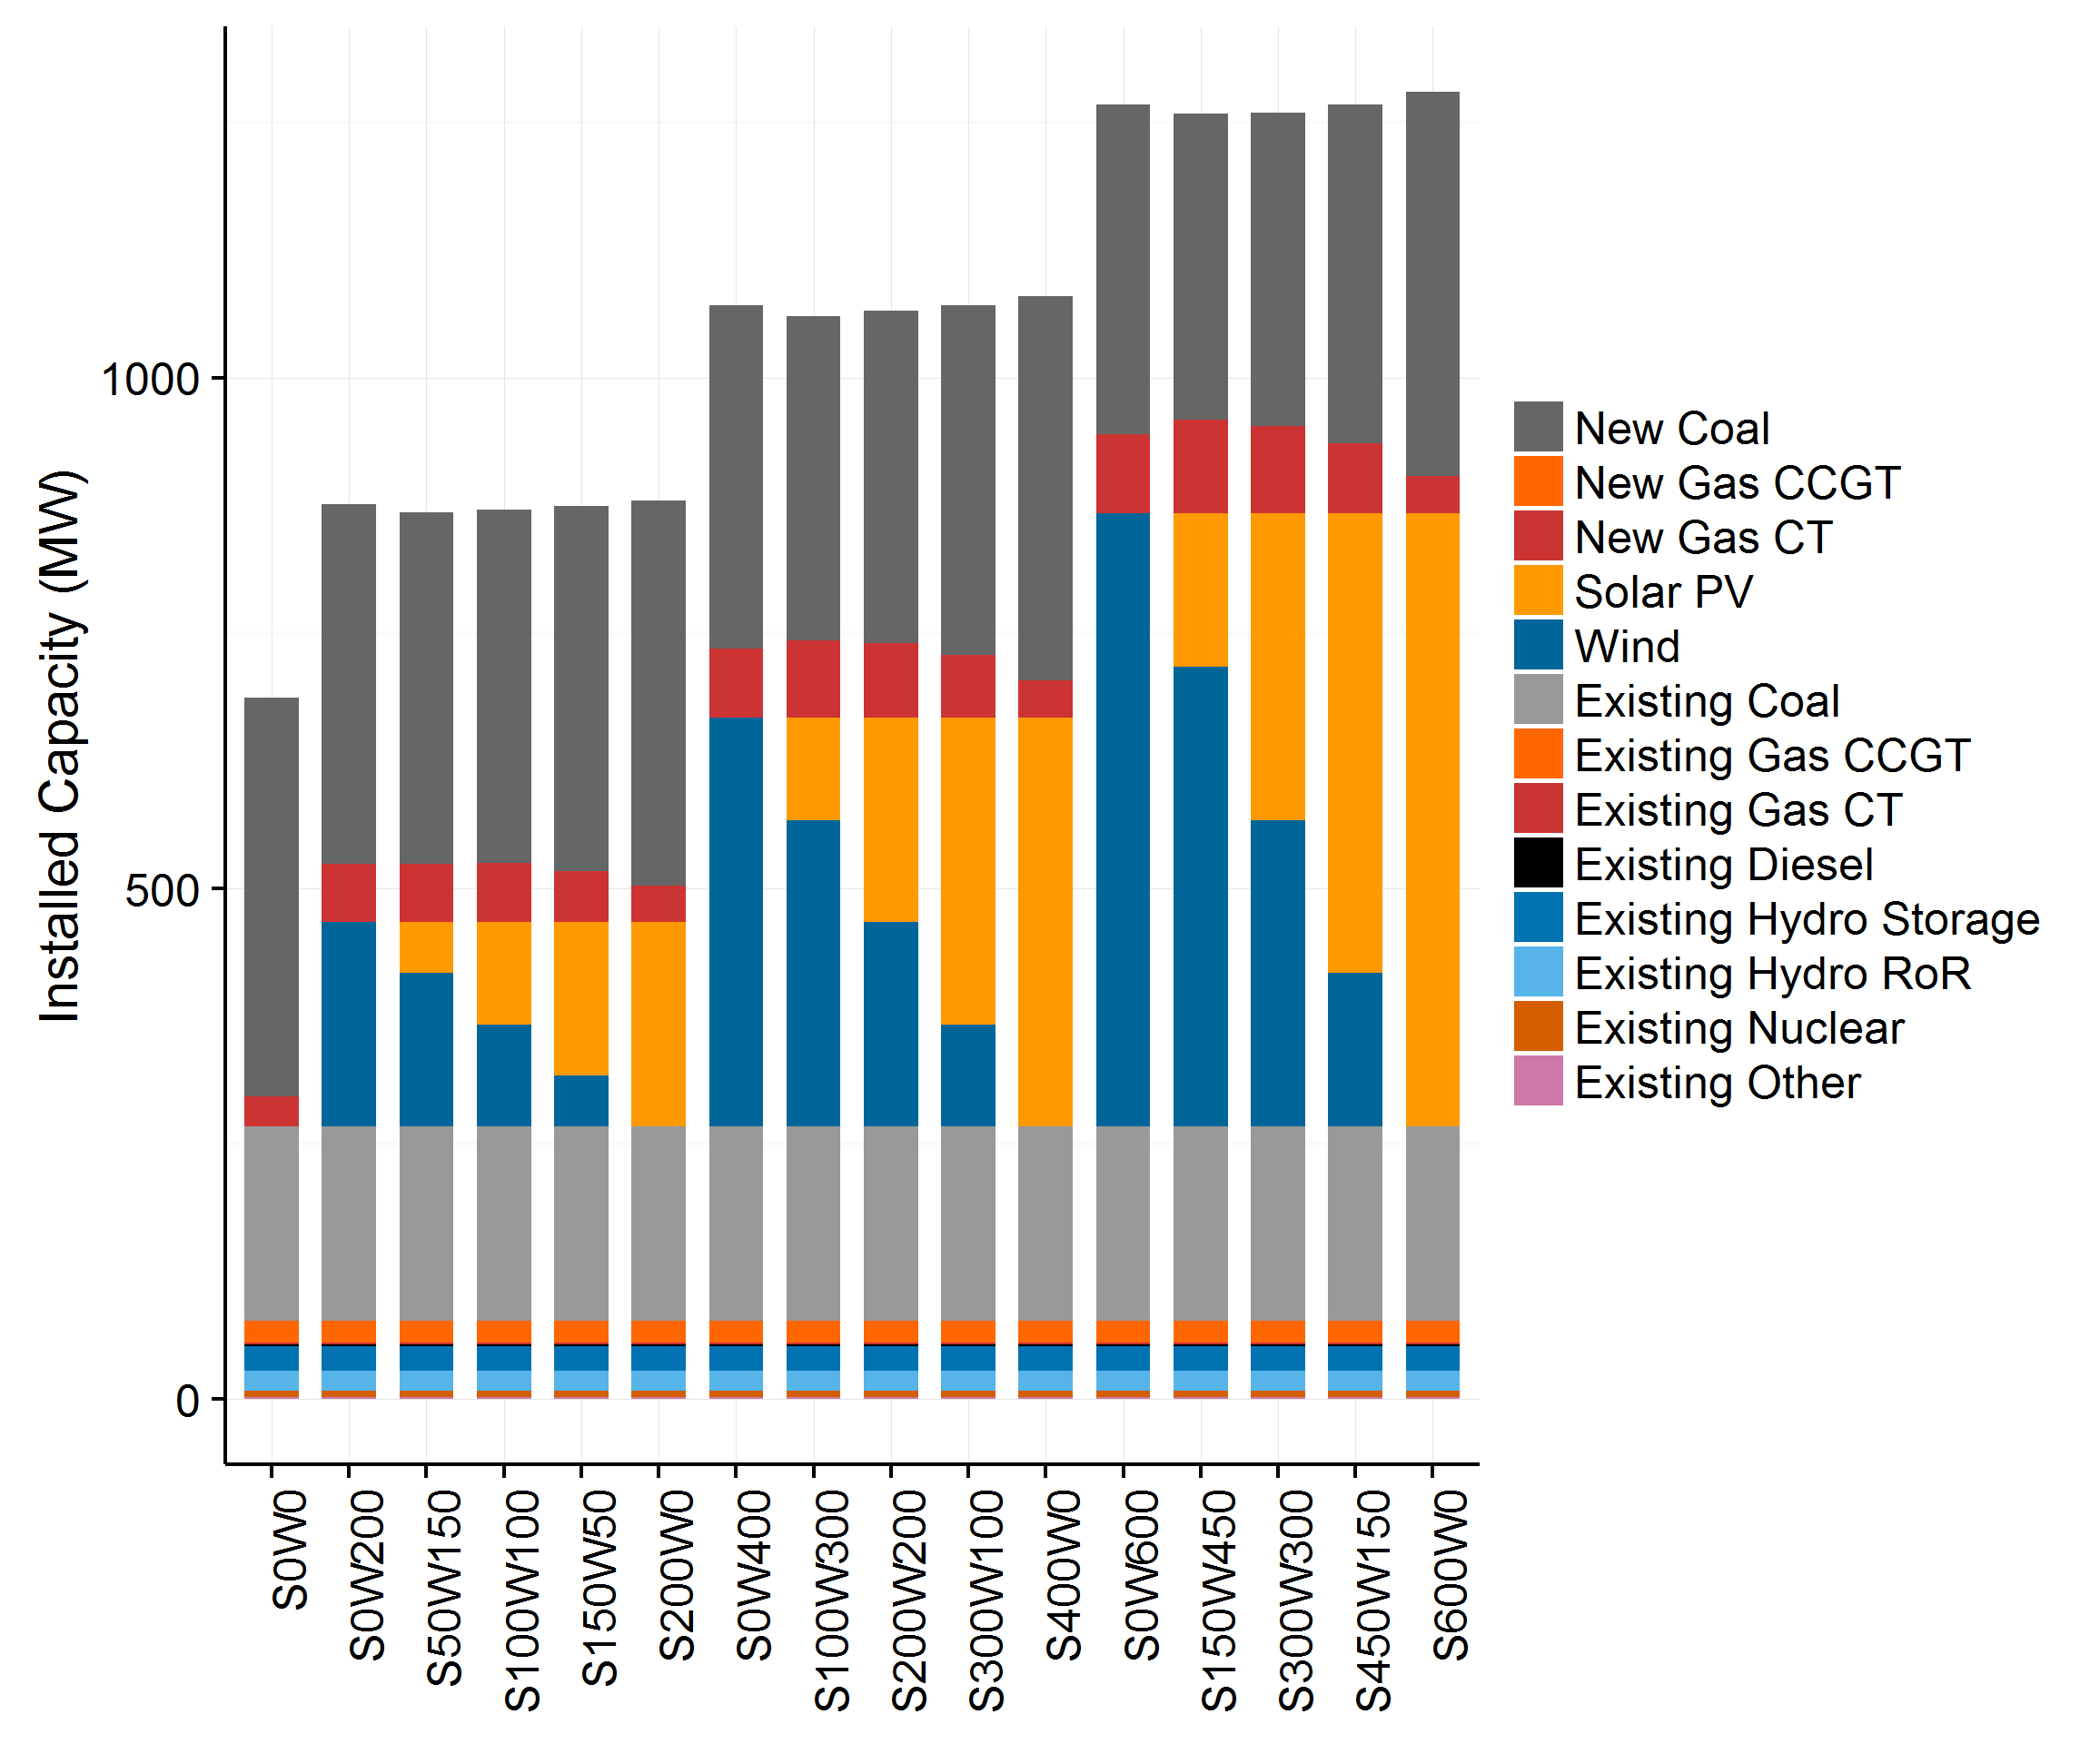 Installed Capacity (MW)
1000
500
0
S0W0
S0W200
S50W150
S100W100
S150W50
S200W0
S0W400
S100W300
S200W200
S300W100
S400W0
S0W600
S150W450
S300W300
S450W150
S600W0
New Coal
New Gas CCGT
New Gas CT
Solar PV
Wind
Existing Coal
Existing Gas CCGT
Existing Gas CT
Existing Diesel
Existing Hydro Storage
Existing Hydro RoR
Existing Nuclear
Existing Other